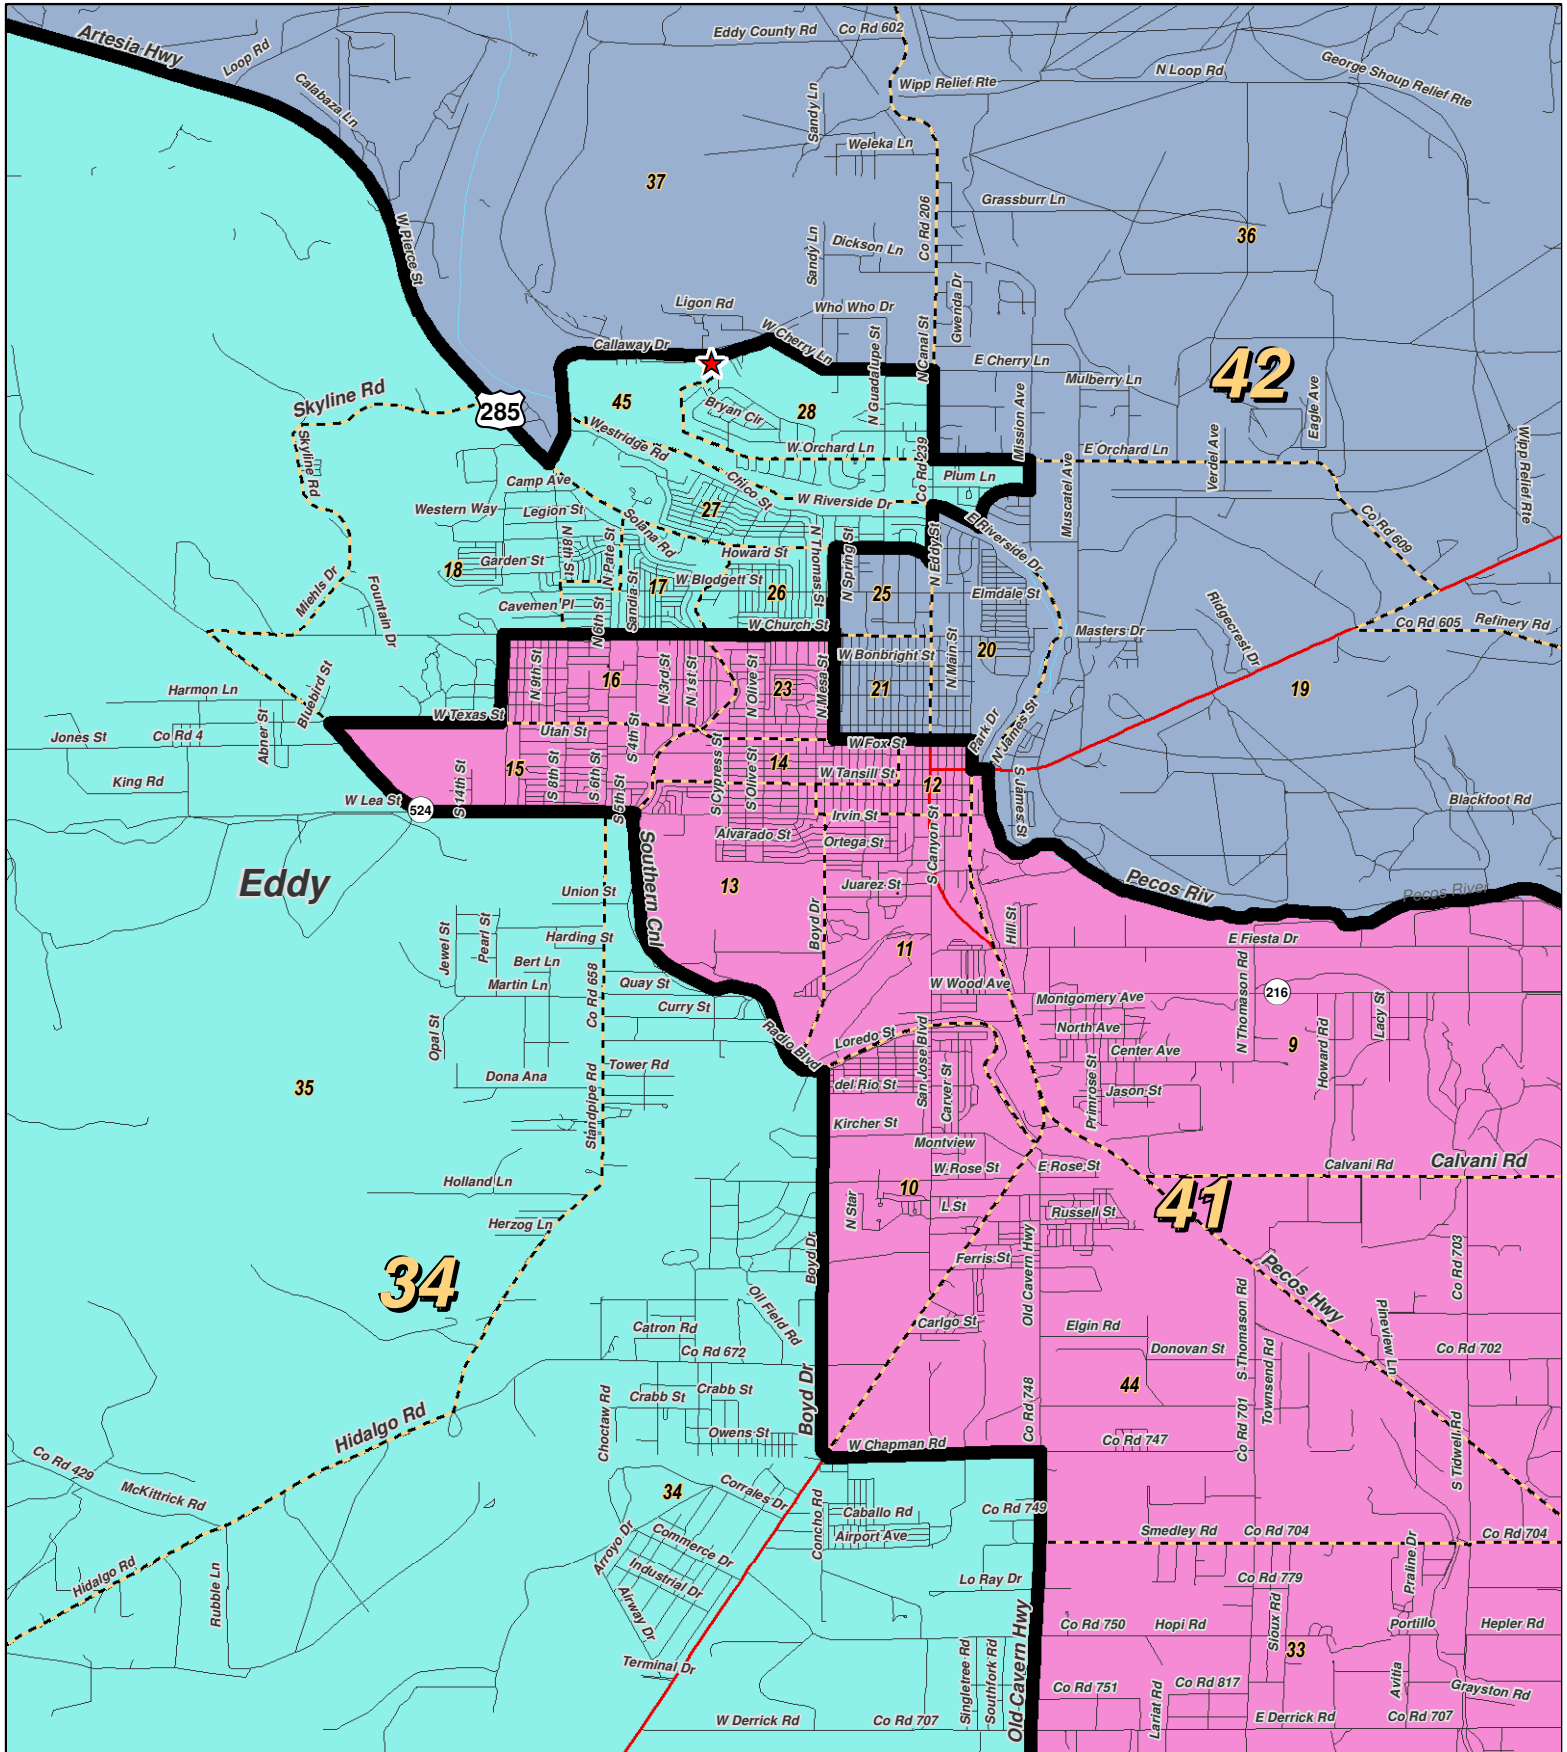 Artesia Hwy
Loop Rd
Calabaza Ln
Eddy County Rd
Co Rd 602
Wipp Relief Rte
N Loop Rd
George Shoup Relief Rte
Sandy Ln
Weleka Ln
37
Grassburr Ln
36
W Pierce St
Sandy Ln
Dickson Ln
Co Rd 206
Ligon Rd
Who Who Dr
Gwenda Dr
Callaway Dr
W Cherry Ln
N Guadalupe St
N Canal St
E Cherry Ln
Mulberry Ln
42
Mission Ave
Eagle Ave
Skyline Rd
285
45
Bryan Cir
28
Skyline Rd
Westridge Rd
W Orchard Ln
Co Rd 239
E Orchard Ln
Verdel Ave
Muscatel Ave
Wipp Relief Rte
Camp Ave
Chico St
Plum Ln
Western Way
Legion St
27
W Riverside Dr
Solana Rd
E Riverside Dr
Co Rd 609
N 8th St
N Pate St
Howard St
N Thomas St
N Spring St
N Eddy St
18
Garden St
17
W Blodgett St
26
25
Elmdale St
Miehls Dr
Fountain Dr
Cavemen Pl
N 6th St
Sandia St
W Church St
Ridgecrest Dr
Masters Dr
Co Rd 605
Refinery Rd
W Bonbright St
N Main St
20
N 9th St
16
N 3rd St
N 1st St
N Olive St
23
N Mesa St
21
19
Harmon Ln
Bluebird St
W Texas St
Jones St
Co Rd 4
Abner St
Utah St
S 4th St
W Fox St
Park Dr
N James St
King Rd
15
S 14th St
S 8th St
S 6th St
S 5th St
S Cypress St
S Olive St
14
W Tansill St
12
S James St
W Lea St
524
Irvin St
Blackfoot Rd
Alvarado St
Ortega St
S Canyon St
Eddy
Southern Cnl
13
Juarez St
Pecos Riv
Pecos River
Union St
Boyd Dr
Hill St
E Fiesta Dr
Jewel St
Pearl St
Harding St
11
Bert Ln
Martin Ln
Quay St
W Wood Ave
N Thomason Rd
216
Co Rd 658
Curry St
Montgomery Ave
Opal St
Radio Blvd
Loredo St
San Jose Blvd
North Ave
Center Ave
9
Howard Rd
Lacy St
35
Dona Ana
Tower Rd
del Rio St
Carver St
Primrose St
Jason St
Standpipe Rd
Kircher St
Montview
W Rose St
E Rose St
Calvani Rd
Calvani Rd
Holland Ln
10
41
N Star
L St
Russell St
Herzog Ln
34
Boyd Dr
Ferris St
Old Cavern Hwy
Pecos Hwy
Co Rd 703
Oil Field Rd
Carlgo St
Elgin Rd
S Thomason Rd
Pineview Ln
Catron Rd
Co Rd 672
Donovan St
Townsend Rd
Co Rd 702
Crabb St
Crabb St
44
Choctaw Rd
Boyd Dr
Hidalgo Rd
Owens St
W Chapman Rd
Co Rd 748
Co Rd 747
Co Rd 701
S Tidwell Rd
Co Rd 429
McKittrick Rd
34
Corrales Dr
Concho Rd
Caballo Rd
Co Rd 749
Airport Ave
Smedley Rd
Co Rd 704
Co Rd 704
Arroyo Dr
Commerce Dr
Industrial Dr
Airway Dr
Hidalgo Rd
Rubble Ln
Lo Ray Dr
Co Rd 779
Praline Dr
Co Rd 750
Hopi Rd
Sioux Rd
Portillo
Hepler Rd
33
Terminal Dr
Singletree Rd
Southfork Rd
Old Cavern Hwy
Co Rd 751
Co Rd 817
Avitia
Grayston Rd
W Derrick Rd
Co Rd 707
Lariat Rd
E Derrick Rd
Co Rd 707